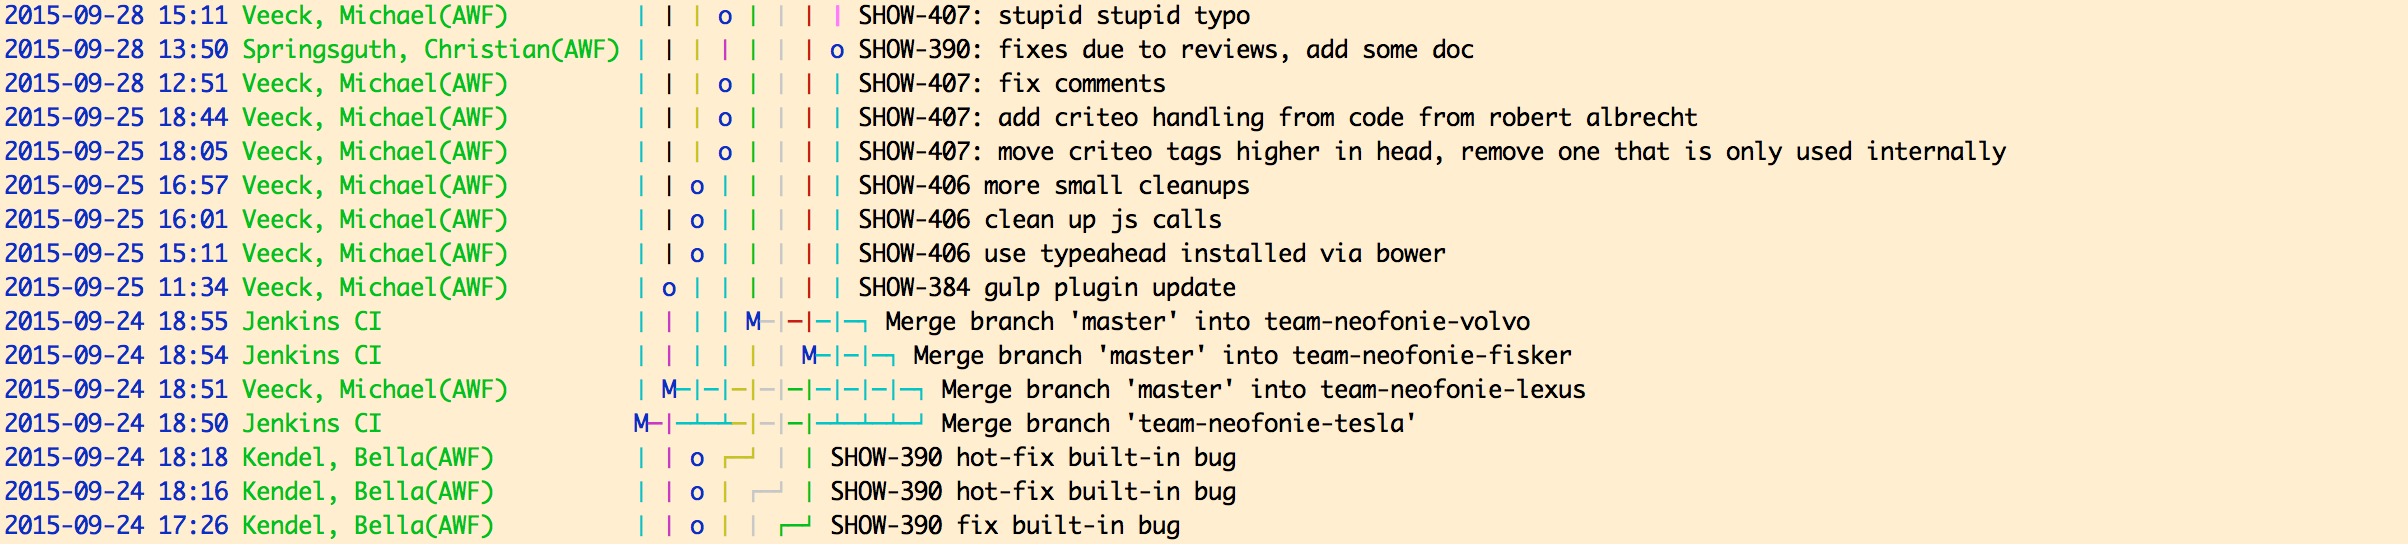 2015-09-28 15:11 Veeck, Michael(AWF) | | | o | | | | SHOW-407: stupid stupid typo
2015-09-28 13:50 Springsguth, Christian(AWF) | | | | | | | o SHOW-390: fixes due to reviews, add some doc
2015-09-28 12:51 Veeck, Michael(AWF) | | | o | | | | SHOW-407: fix comments
2015-09-25 18:44 Veeck, Michael(AWF) | | | o | | | | SHOW-407: add criteo handling from code from robert albrecht
2015-09-25 18:05 Veeck, Michael(AWF) | | | o | | | | SHOW-407: move criteo tags higher in head, remove one that is only used internally
2015-09-25 16:57 Veeck, Michael(AWF) | | o | | | | | SHOW-406 more small cleanups
2015-09-25 16:01 Veeck, Michael(AWF) | | o | | | | | SHOW-406 clean up js calls
2015-09-25 15:11 Veeck, Michael(AWF) | | o | | | | | SHOW-406 use typeahead installed via bower
2015-09-25 11:34 Veeck, Michael(AWF) | o | | | | | | SHOW-384 gulp plugin update
2015-09-24 18:55 Jenkins CI | | | | M─|─|─|─┐ Merge branch 'master' into team-neofonie-volvo
2015-09-24 18:54 Jenkins CI | | | | | | M─|─|─┐ Merge branch 'master' into team-neofonie-fisker
2015-09-24 18:51 Veeck, Michael(AWF) | M─|─|─|─|─|─|─|─|─┐ Merge branch 'master' into team-neofonie-lexus
2015-09-24 18:50 Jenkins CI M─|─┴─┴─|─|─|─┴─┴─┴─┘ Merge branch 'team-neofonie-tesla'
2015-09-24 18:18 Kendel, Bella(AWF) | | o ┌─┘ | | SHOW-390 hot-fix built-in bug
2015-09-24 18:16 Kendel, Bella(AWF) | | o | ┌─┘ | SHOW-390 hot-fix built-in bug
2015-09-24 17:26 Kendel, Bella(AWF) | | o | | ┌─┘ SHOW-390 fix built-in bug